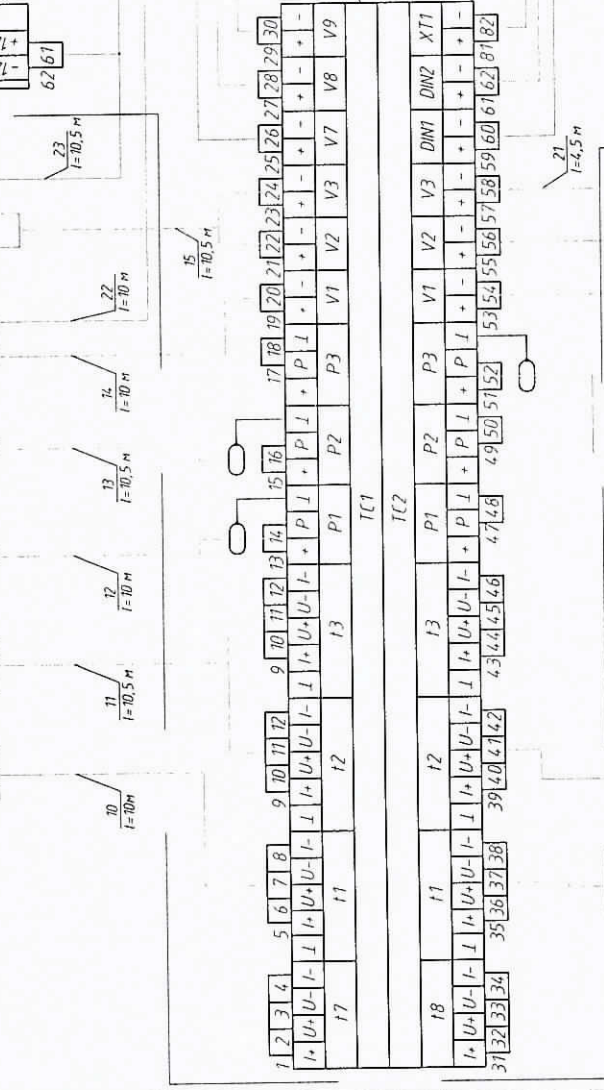 61
62
23
l=10,5 м
22
l=10 м
14
l=10 м
13
l=10,5 м
12
l=10 м
11
l=10,5 м
10
l=10м
15
l=10,5 м
1 2 3 4 5 6 7 8 9 10 11 12 9 10 11 12 13 14 15 16 17 18 19 20 21 22 23 24 25 26 27 28 29 30
I+ U+ U- I- ⊥ I+ U+ U- I- ⊥ I+ U+ U- I- ⊥ I+ U+ U- I- + P ⊥ + P ⊥ + P ⊥ + - + - + - + - + - + -
t7 t1 t2 t3 P1 P2 P3 V1 V2 V3 V7 V8 V9
TC1
TC2
t8 t1 t2 t3 P1 P2 P3 V1 V2 V3 DIN1 DIN2 XT1
I+ U+ U- I- ⊥ I+ U+ U- I- ⊥ I+ U+ U- I- ⊥ I+ U+ U- I- + P ⊥ + P ⊥ + P ⊥ + - + - + - + - + - + -
31 32 33 34 35 36 37 38 39 40 41 42 43 44 45 46 47 48 49 50 51 52 53 54 55 56 57 58 59 60 61 62 81 82
21
l=4,5 м